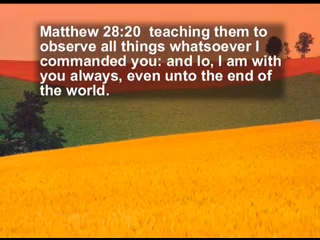 Matthew 28:20  teaching them to
observe all things whatsoever I
commanded you: and lo, I am with
you always, even unto the end of
the world.